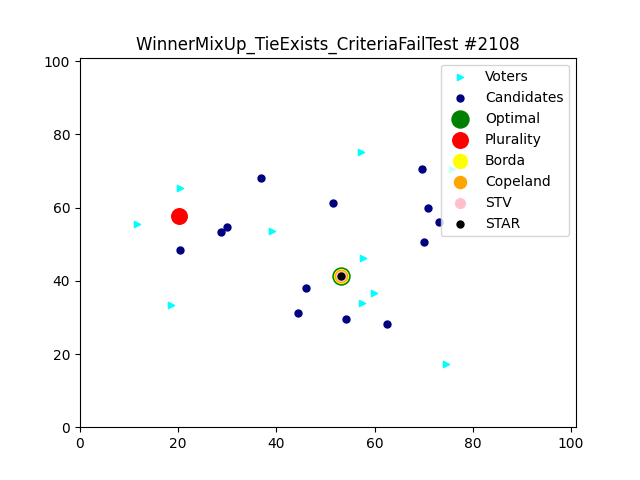 WinnerMixUp_TieExists_CriteriaFailTest #2108
100
80
60
40
20
0
0 20 40 60 80 100
Voters
Candidates
Optimal
Plurality
Borda
Copeland
STV
STAR